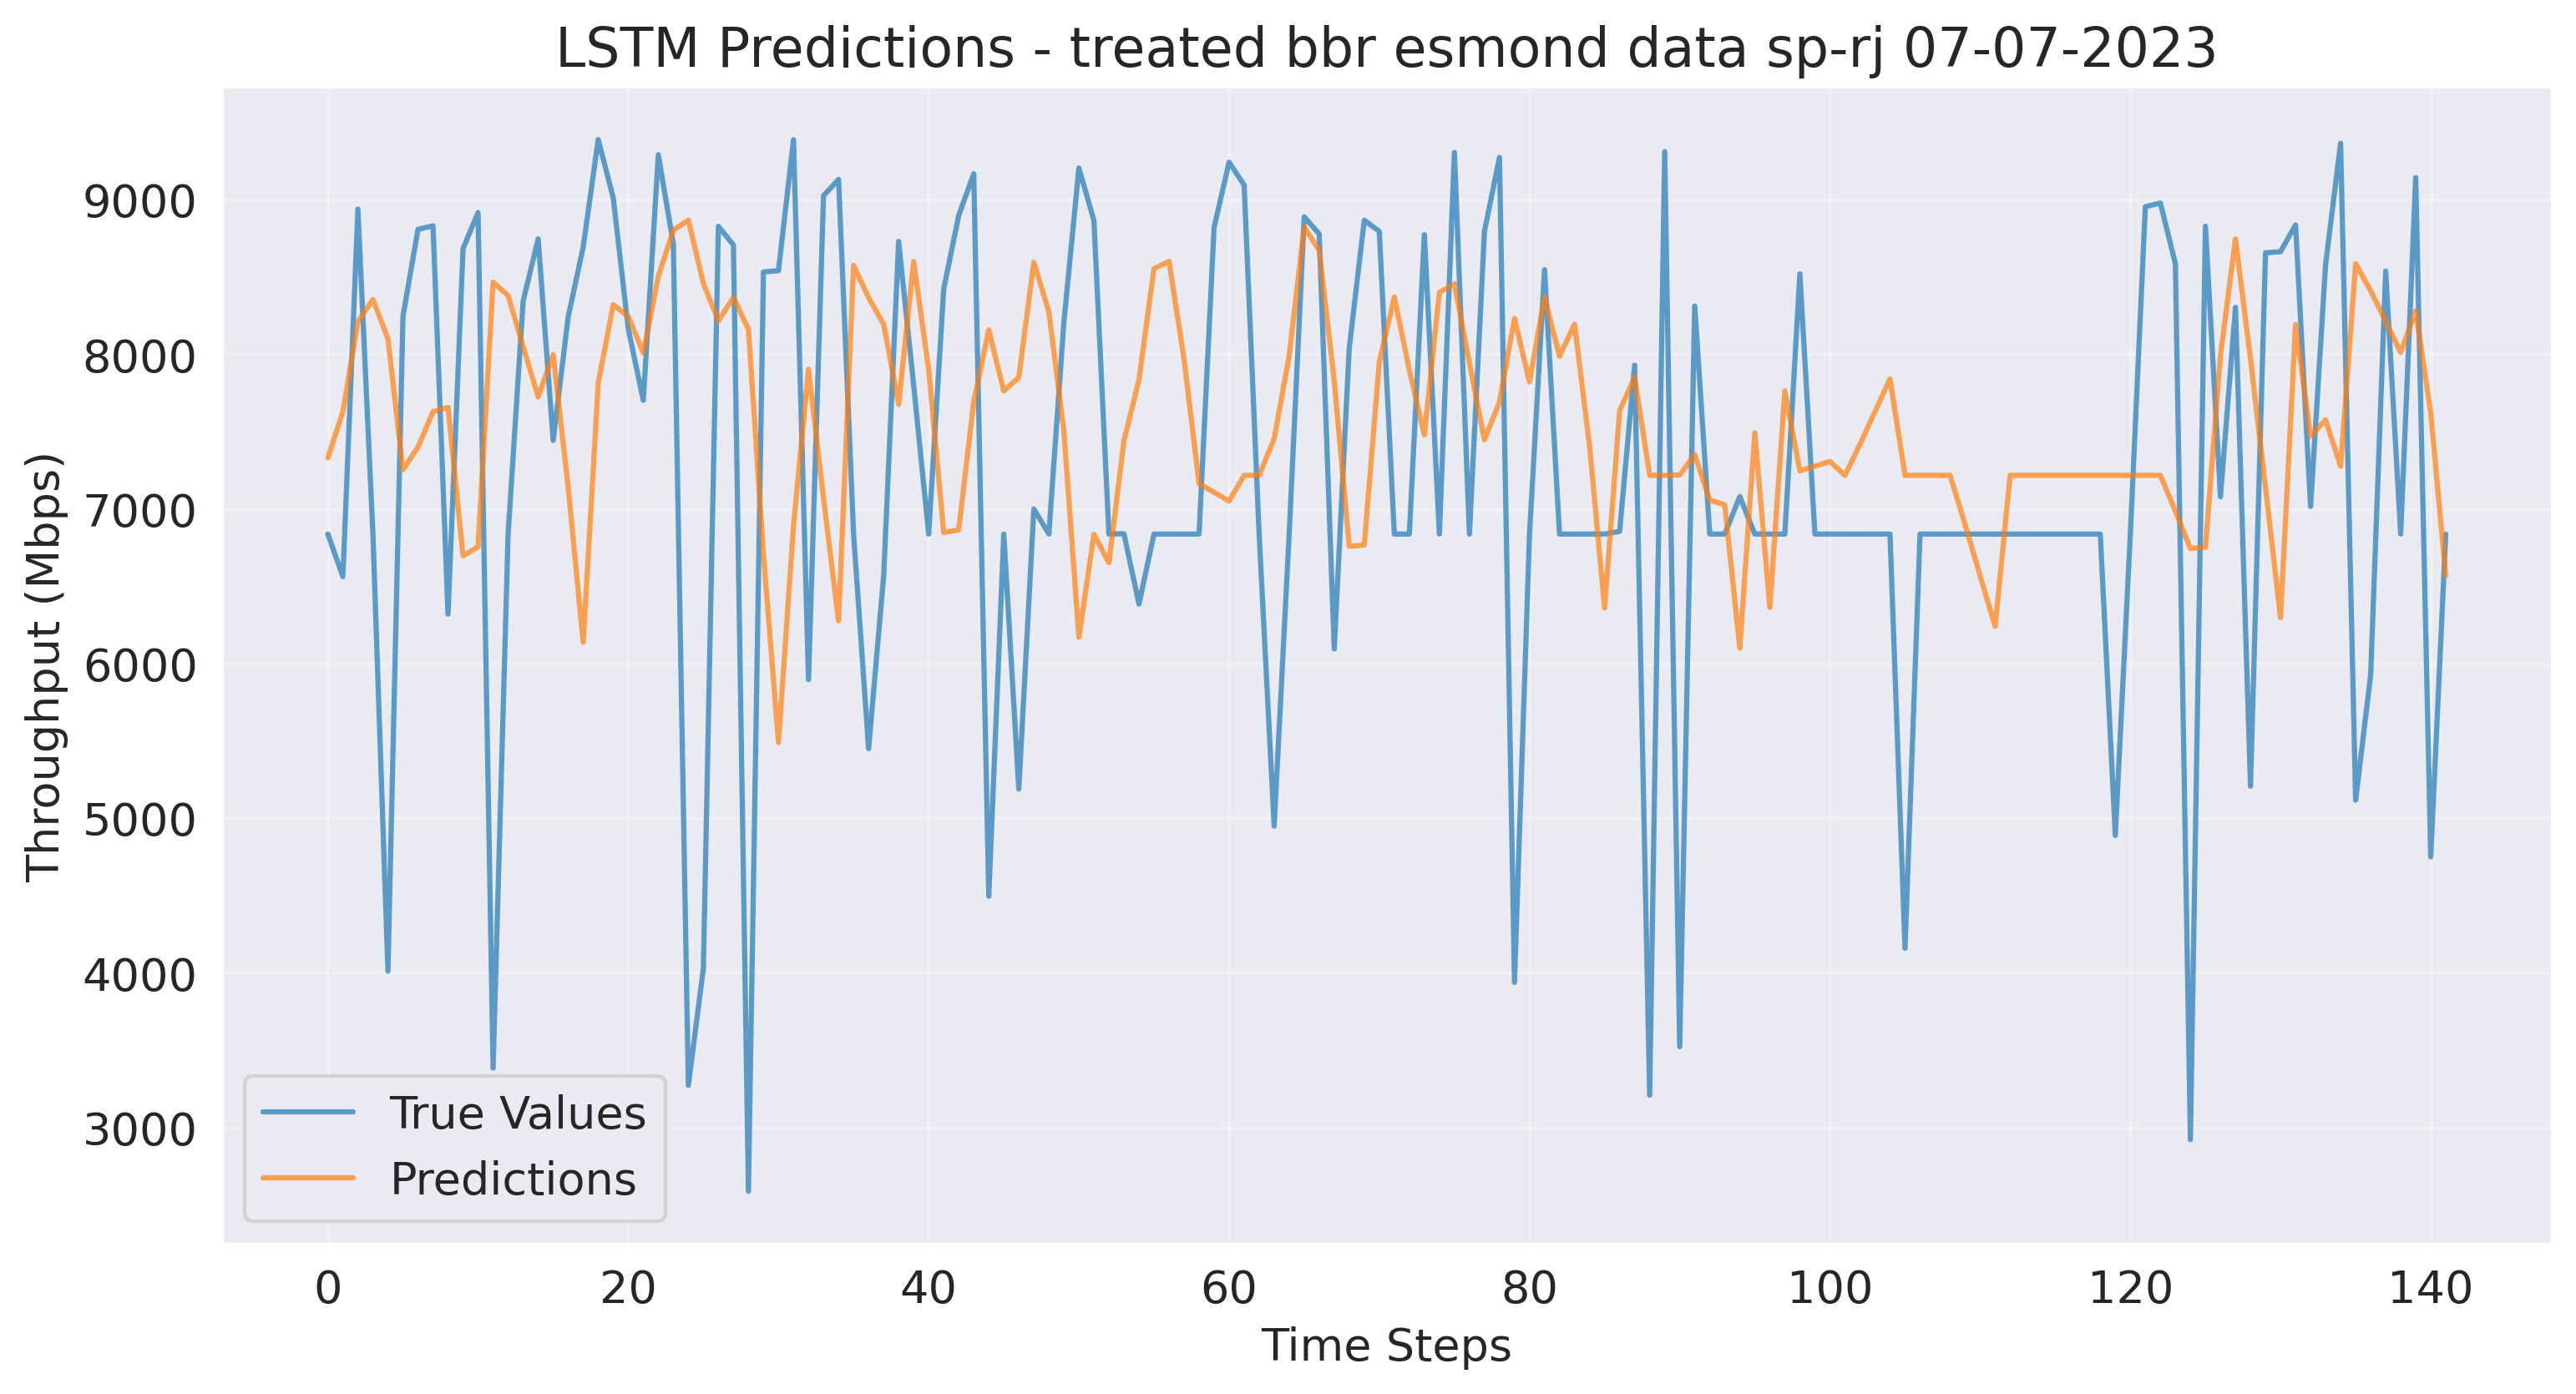 LSTM Predictions - treated bbr esmond data sp-rj 07-07-2023
Throughput (Mbps)
9000
8000
7000
6000
5000
4000
3000
True Values
Predictions
0 20 40 60 80 100 120 140
Time Steps